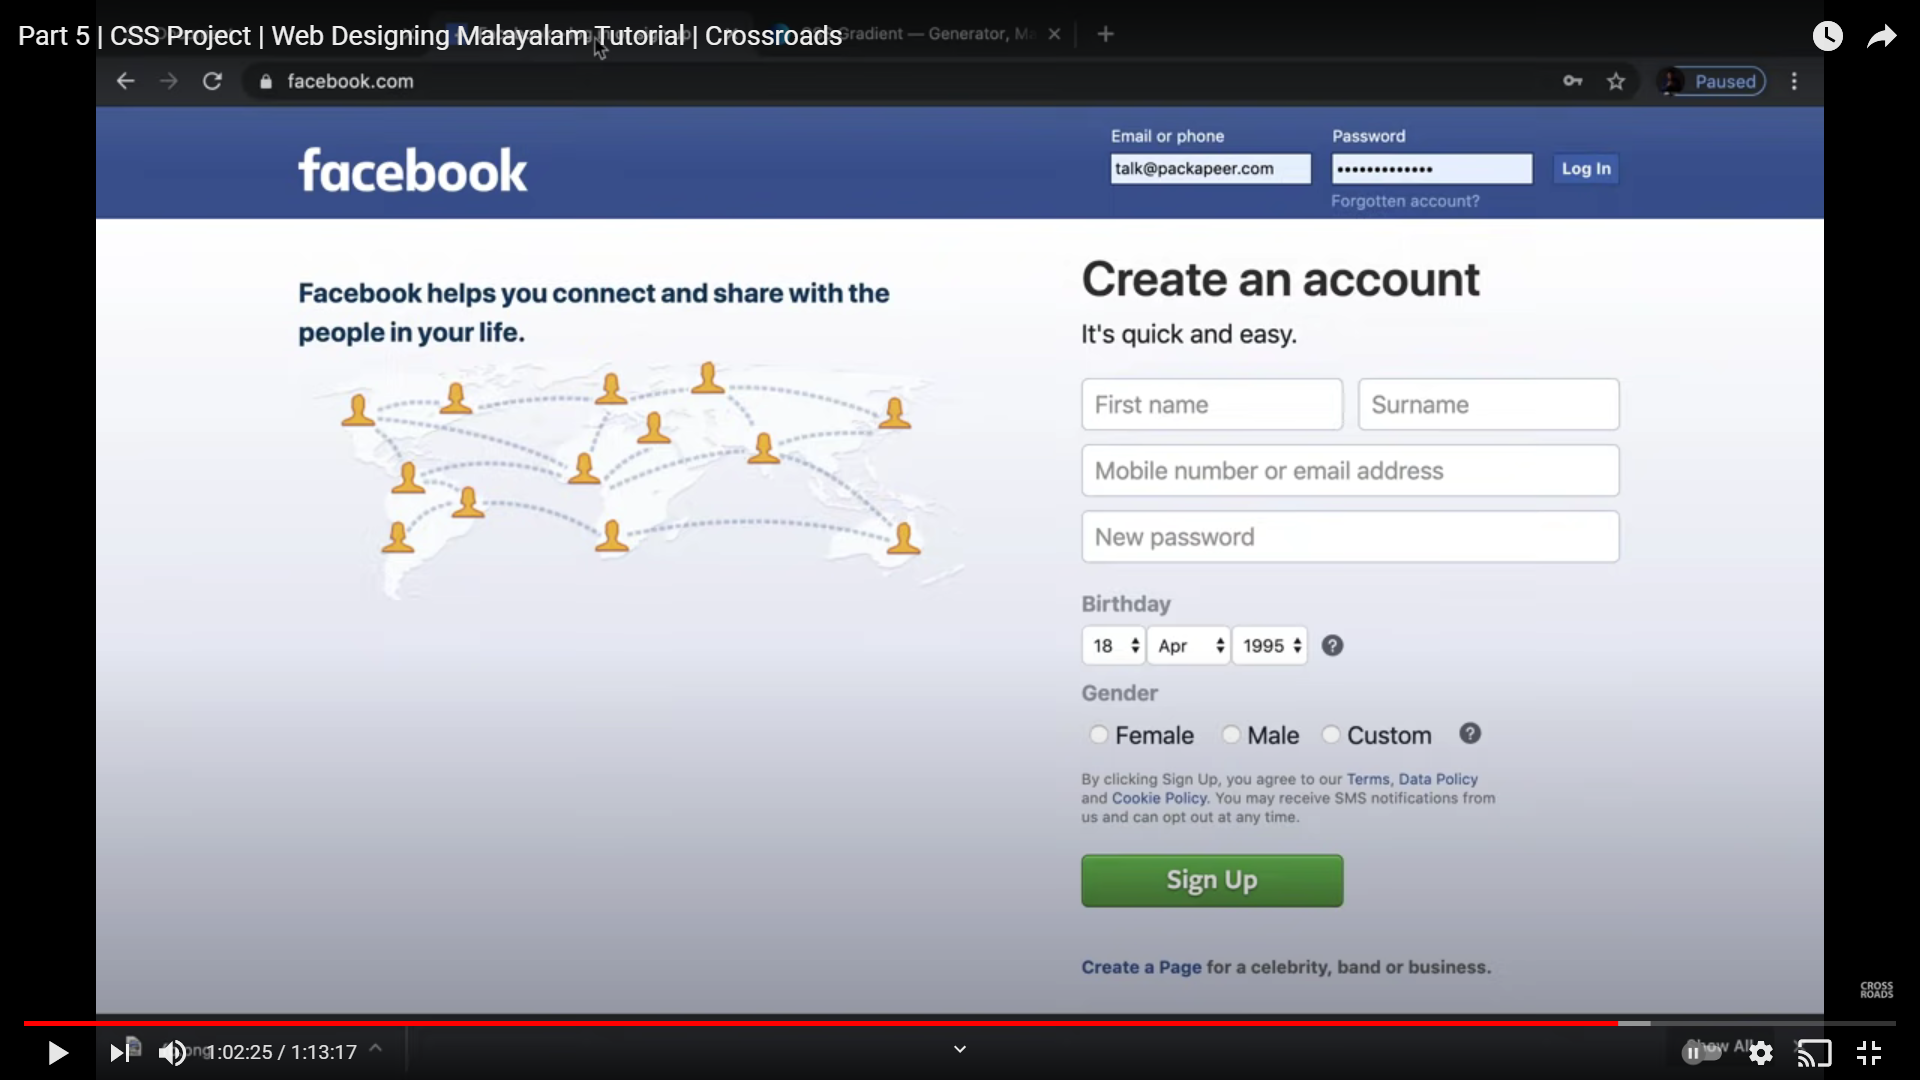 Part 5 | CSS Project | Web Designing Malayalam Tutorial | Crossroads
Gradient — Generator, Ma
facebook.com
Paused
facebook
Email or phone
Password
talk@packapeer.com
Log In
Forgotten account?
Facebook helps you connect and share with the
people in your life.
Create an account
It's quick and easy.
First name
Surname
Mobile number or email address
New password
Birthday
18
Apr
1995
Gender
Female
Male
Custom
By clicking Sign Up, you agree to our Terms, Data Policy
and Cookie Policy. You may receive SMS notifications from
us and can opt out at any time.
Sign Up
Create a Page for a celebrity, band or business.
CROSS
ROADS
1:02:25 / 1:13:17
Show All